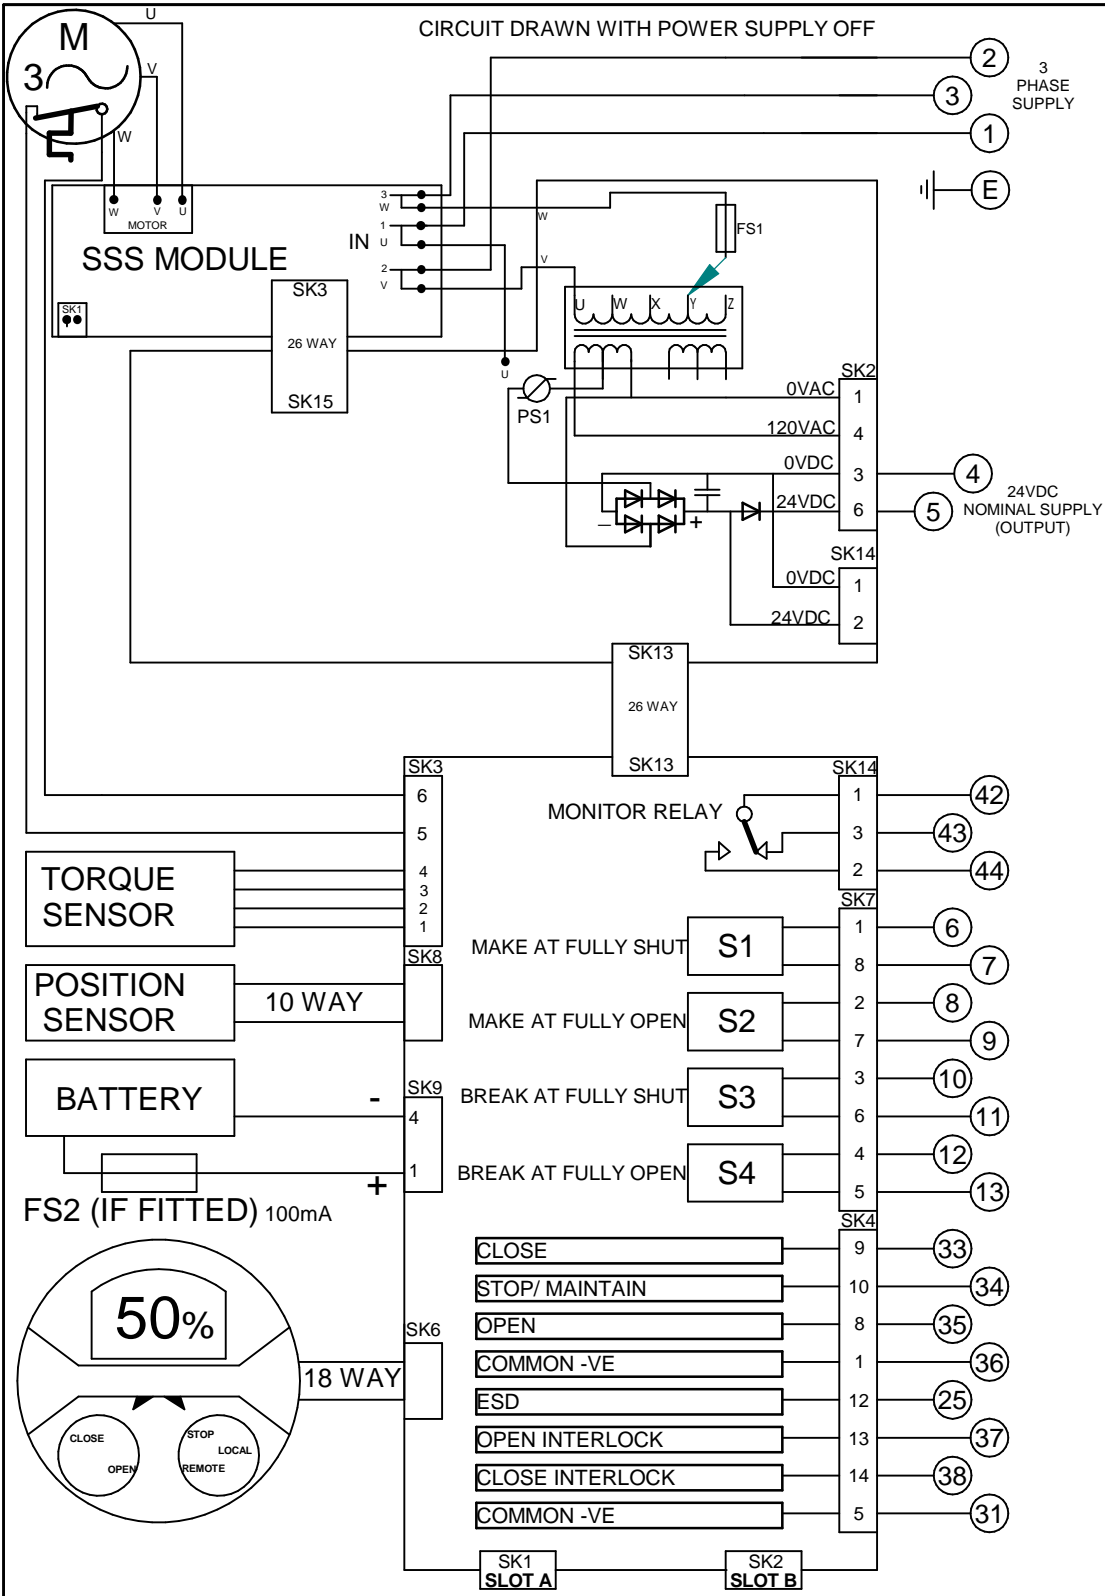 CIRCUIT DRAWN WITH POWER SUPPLY OFF
U
M
3
V
W
2
3
1
E
3
PHASE
SUPPLY
W V U
MOTOR
SSS MODULE
IN
3
W
1
U
2
V
W
V
FS1
SK1
SK3
26 WAY
SK15
U W X Y Z
U
PS1
SK2
0VAC 1
120VAC 4
0VDC 3 4
24VDC 6 5
24VDC
NOMINAL SUPPLY
(OUTPUT)
− +
SK14
0VDC 1
24VDC 2
SK13
26 WAY
SK13
SK3
6
5
4
3
2
1
TORQUE
SENSOR
SK8
POSITION
SENSOR
10 WAY
BATTERY
-
SK9
4
1
+
FS2 (IF FITTED) 100mA
50%
CLOSE
OPEN
STOP
LOCAL
REMOTE
18 WAY
SK6
SK14
MONITOR RELAY
1 42
3 43
2 44
SK7
MAKE AT FULLY SHUT S1
1 6
8 7
MAKE AT FULLY OPEN S2
2 8
7 9
BREAK AT FULLY SHUT S3
3 10
6 11
BREAK AT FULLY OPEN S4
4 12
5 13
SK4
CLOSE 9 33
STOP/ MAINTAIN 10 34
OPEN 8 35
COMMON -VE 1 36
ESD 12 25
OPEN INTERLOCK 13 37
CLOSE INTERLOCK 14 38
COMMON -VE 5 31
SK1
SLOT A
SK2
SLOT B